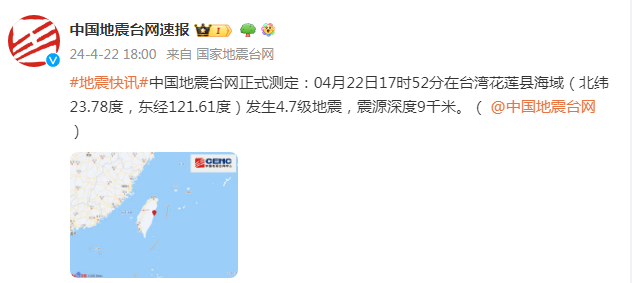 中国地震台网速报 1
24-4-22 18:00 来自 国家地震台网
#地震快讯#中国地震台网正式测定：04月22日17时52分在台湾花莲县海域（北纬
23.78度，东经121.61度）发生4.7级地震，震源深度9千米。（ @中国地震台网
）
CENC